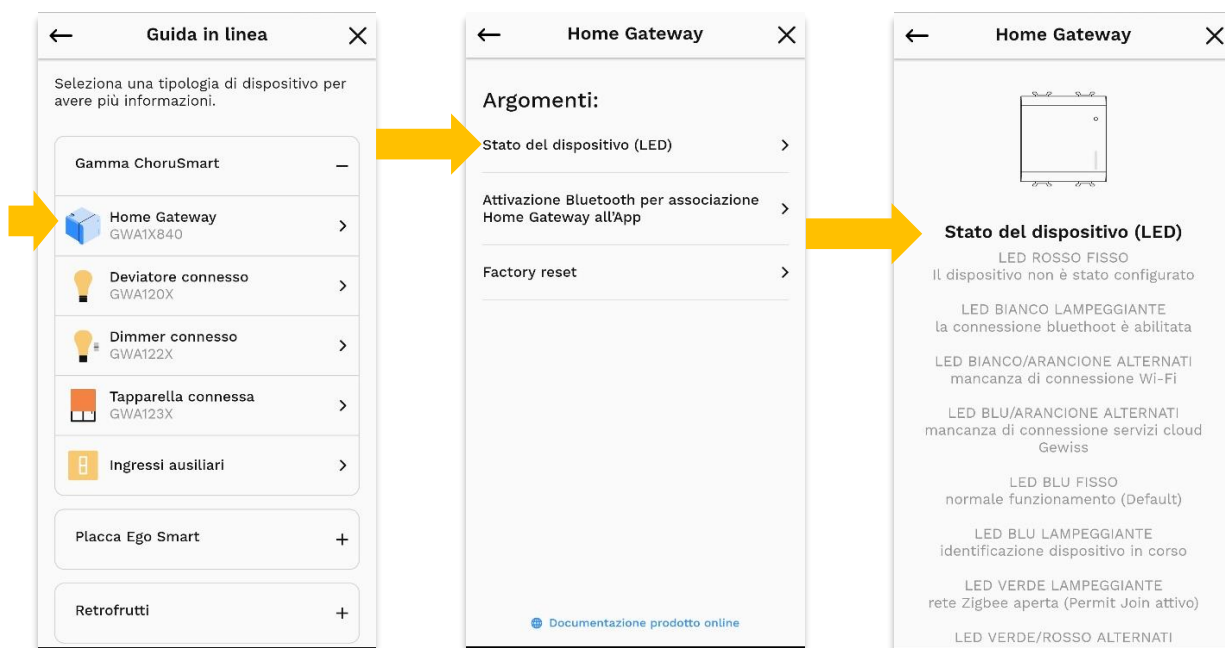 Guida in linea
Seleziona una tipologia di dispositivo per
avere più informazioni.
Gamma ChoruSmart
Home Gateway
GWA1X840
Deviatore connesso
GWA120X
Dimmer connesso
GWA122X
Tapparella connessa
GWA123X
Ingressi ausiliari
Placca Ego Smart
Retrofrutti
Home Gateway
Argomenti:
Stato del dispositivo (LED)
Attivazione Bluetooth per associazione
Home Gateway all'App
Factory reset
Documentazione prodotto online
Home Gateway
Stato del dispositivo (LED)
LED ROSSO FISSO
Il dispositivo non è stato configurato
LED BIANCO LAMPEGGIANTE
la connessione bluethoot è abilitata
LED BIANCO/ARANCIONE ALTERNATI
mancanza di connessione Wi-Fi
LED BLU/ARANCIONE ALTERNATI
mancanza di connessione servizi cloud
Gewiss
LED BLU FISSO
normale funzionamento (Default)
LED BLU LAMPEGGIANTE
identificazione dispositivo in corso
LED VERDE LAMPEGGIANTE
rete Zigbee aperta (Permit Join attivo)
LED VERDE/ROSSO ALTERNATI